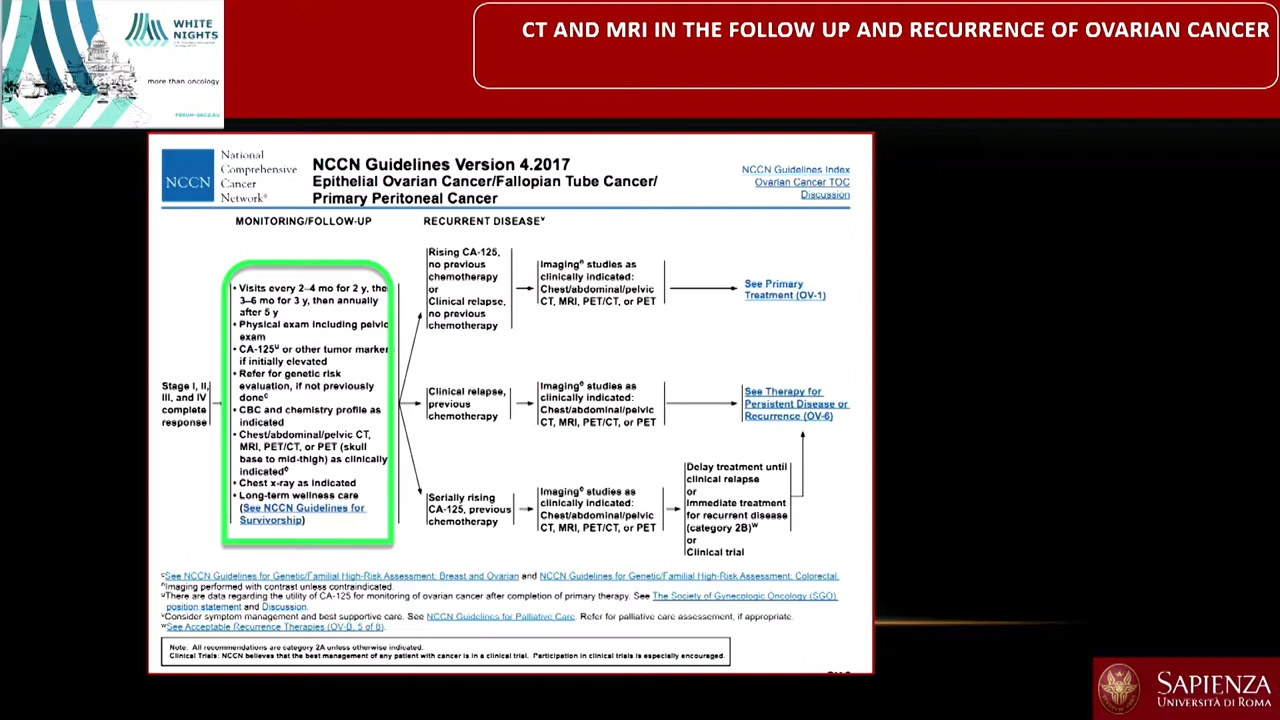 WHITE
NIGHTS
more than oncology
FORUM-ONCO.RU
CT AND MRI IN THE FOLLOW UP AND RECURRENCE OF OVARIAN CANCER
NCCN
National
Comprehensive
Cancer
Network®
NCCN Guidelines Version 4.2017
Epithelial Ovarian Cancer/Fallopian Tube Cancer/
Primary Peritoneal Cancer
NCCN Guidelines Index
Ovarian Cancer TOC
Discussion
MONITORING/FOLLOW-UP
RECURRENT DISEASEᵛ
Stage I, II,
III, and IV
complete
response
• Visits every 2–4 mo for 2 y, the
3–6 mo for 3 y, then annually
after 5 y
• Physical exam including pelvic
exam
• CA-125ᵘ or other tumor marker
if initially elevated
• Refer for genetic risk
evaluation, if not previously
doneᶜ
• CBC and chemistry profile as
indicated
• Chest/abdominal/pelvic CT,
MRI, PET/CT, or PET (skull
base to mid-thigh) as clinically
indicatedᵉ
• Chest x-ray as indicated
• Long-term wellness care
(See NCCN Guidelines for
Survivorship)
Rising CA-125,
no previous
chemotherapy
or
Clinical relapse,
no previous
chemotherapy
Imagingⁿ studies as
clinically indicated:
Chest/abdominal/pelvic
CT, MRI, PET/CT, or PET
See Primary
Treatment (OV-1)
Clinical relapse,
previous
chemotherapy
Imagingⁿ studies as
clinically indicated:
Chest/abdominal/pelvic
CT, MRI, PET/CT, or PET
See Therapy for
Persistent Disease or
Recurrence (OV-6)
Serially rising
CA-125, previous
chemotherapy
Imagingᵉ studies as
clinically indicated:
Chest/abdominal/pelvic
CT, MRI, PET/CT, or PET
Delay treatment until
clinical relapse
or
Immediate treatment
for recurrent disease
(category 2B)ʷ
or
Clinical trial
ᶜSee NCCN Guidelines for Genetic/Familial High-Risk Assessment: Breast and Ovarian and NCCN Guidelines for Genetic/Familial High-Risk Assessment: Colorectal.
ⁿImaging performed with contrast unless contraindicated.
ᵘThere are data regarding the utility of CA-125 for monitoring of ovarian cancer after completion of primary therapy. See The Society of Gynecologic Oncology (SGO)
position statement and Discussion.
ᵛConsider symptom management and best supportive care. See NCCN Guidelines for Palliative Care. Refer for palliative care assessment, if appropriate.
ʷSee Acceptable Recurrence Therapies (OV-B, 5 of 8).
Note: All recommendations are category 2A unless otherwise indicated.
Clinical Trials: NCCN believes that the best management of any patient with cancer is in a clinical trial. Participation in clinical trials is especially encouraged.
SAPIENZA
UNIVERSITÀ DI ROMA